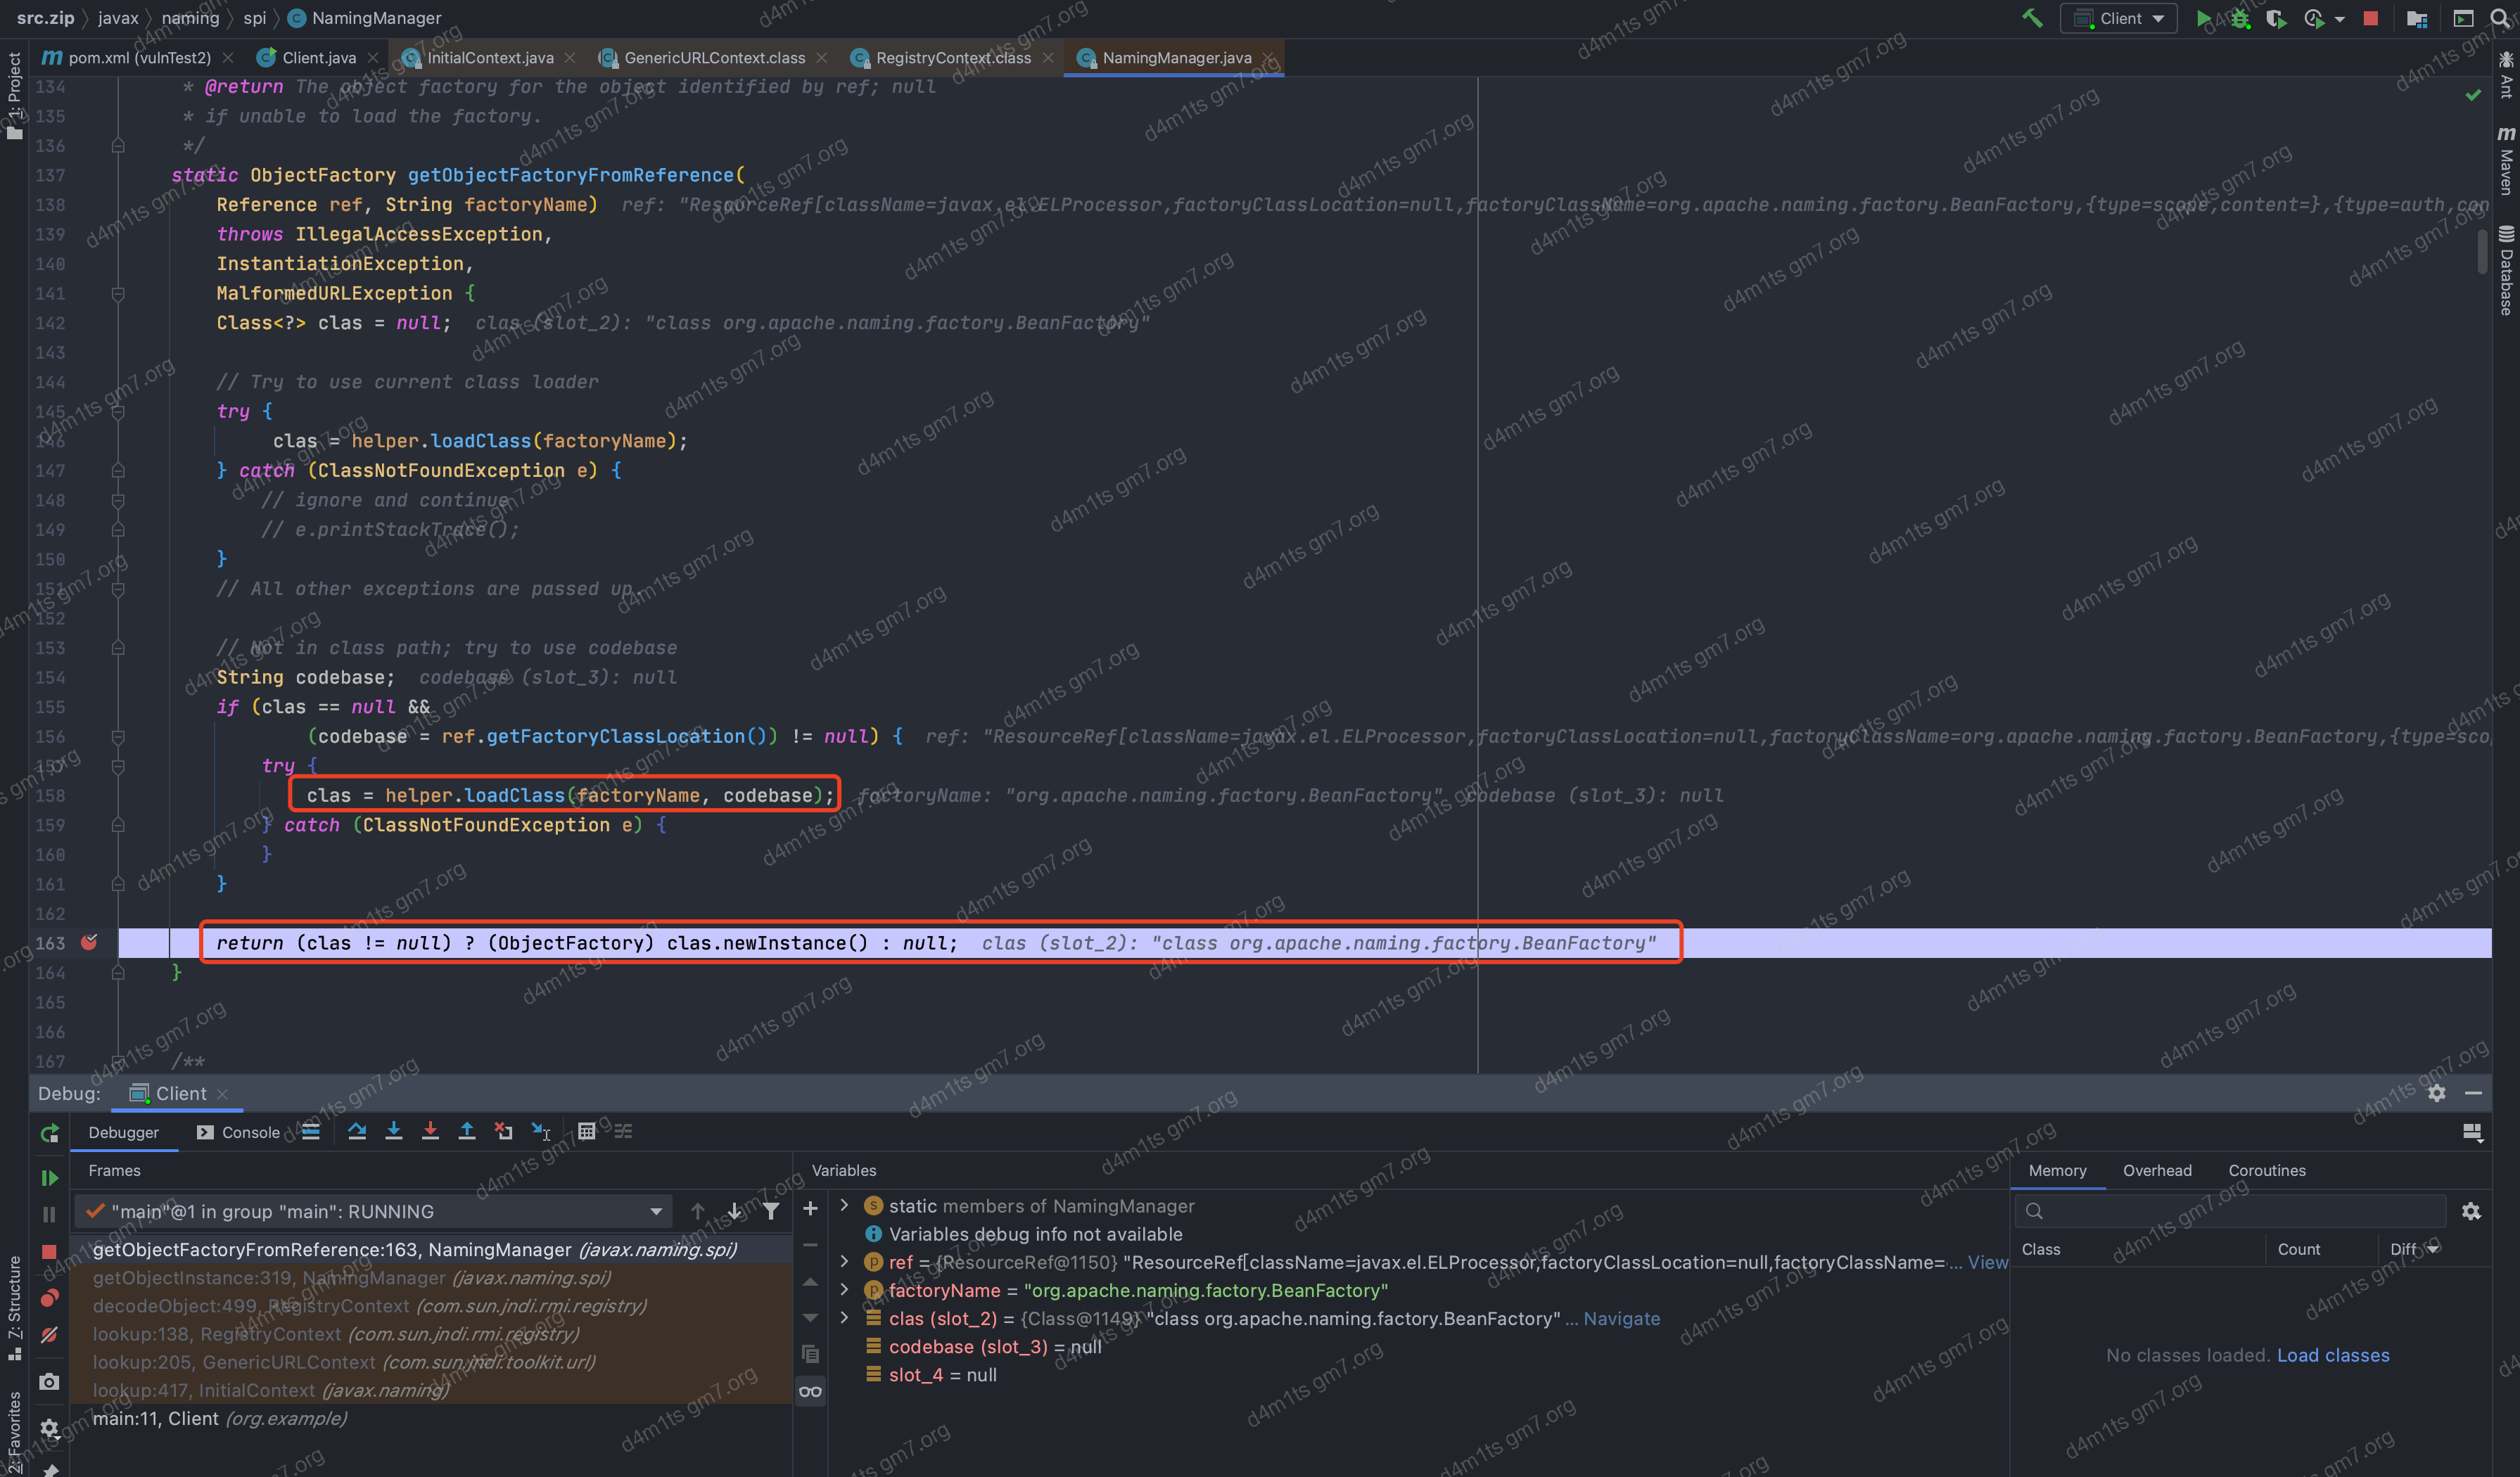 src.zip javax naming spi NamingManager
Client
pom.xml (vulnTest2) Client.java InitialContext.java GenericURLContext.class RegistryContext.class NamingManager.java
1: Project
Ant
Maven
Database
134 * @return The object factory for the object identified by ref; null
135 * if unable to load the factory.
136 */
137 static ObjectFactory getObjectFactoryFromReference(
138 Reference ref, String factoryName) ref: "ResourceRef[className=javax.el.ELProcessor,factoryClassLocation=null,factoryClassName=org.apache.naming.factory.BeanFactory,{type=scope,content=},{type=auth,con
139 throws IllegalAccessException,
140 InstantiationException,
141 MalformedURLException {
142 Class<?> clas = null; clas (slot_2): "class org.apache.naming.factory.BeanFactory"
143
144 // Try to use current class loader
145 try {
146 clas = helper.loadClass(factoryName);
147 } catch (ClassNotFoundException e) {
148 // ignore and continue
149 // e.printStackTrace();
150 }
151 // All other exceptions are passed up.
152
153 // Not in class path; try to use codebase
154 String codebase; codebase (slot_3): null
155 if (clas == null &&
156 (codebase = ref.getFactoryClassLocation()) != null) { ref: "ResourceRef[className=javax.el.ELProcessor,factoryClassLocation=null,factoryClassName=org.apache.naming.factory.BeanFactory,{type=sco
157 try {
158 clas = helper.loadClass(factoryName, codebase); factoryName: "org.apache.naming.factory.BeanFactory" codebase (slot_3): null
159 } catch (ClassNotFoundException e) {
160 }
161 }
162
163 return (clas != null) ? (ObjectFactory) clas.newInstance() : null; clas (slot_2): "class org.apache.naming.factory.BeanFactory"
164 }
165
166
167 /**
Debug: Client
Debugger Console
Frames
"main"@1 in group "main": RUNNING
getObjectFactoryFromReference:163, NamingManager (javax.naming.spi)
getObjectInstance:319, NamingManager (javax.naming.spi)
decodeObject:499, RegistryContext (com.sun.jndi.rmi.registry)
lookup:138, RegistryContext (com.sun.jndi.rmi.registry)
lookup:205, GenericURLContext (com.sun.jndi.toolkit.url)
lookup:417, InitialContext (javax.naming)
main:11, Client (org.example)
Variables
static members of NamingManager
Variables debug info not available
ref = {ResourceRef@1150} "ResourceRef[className=javax.el.ELProcessor,factoryClassLocation=null,factoryClassName=... View
factoryName = "org.apache.naming.factory.BeanFactory"
clas (slot_2) = {Class@1149} "class org.apache.naming.factory.BeanFactory" ... Navigate
codebase (slot_3) = null
slot_4 = null
Memory Overhead Coroutines
Class Count Diff
No classes loaded. Load classes
7: Structure
2: Favorites
d4m1ts gm7.org